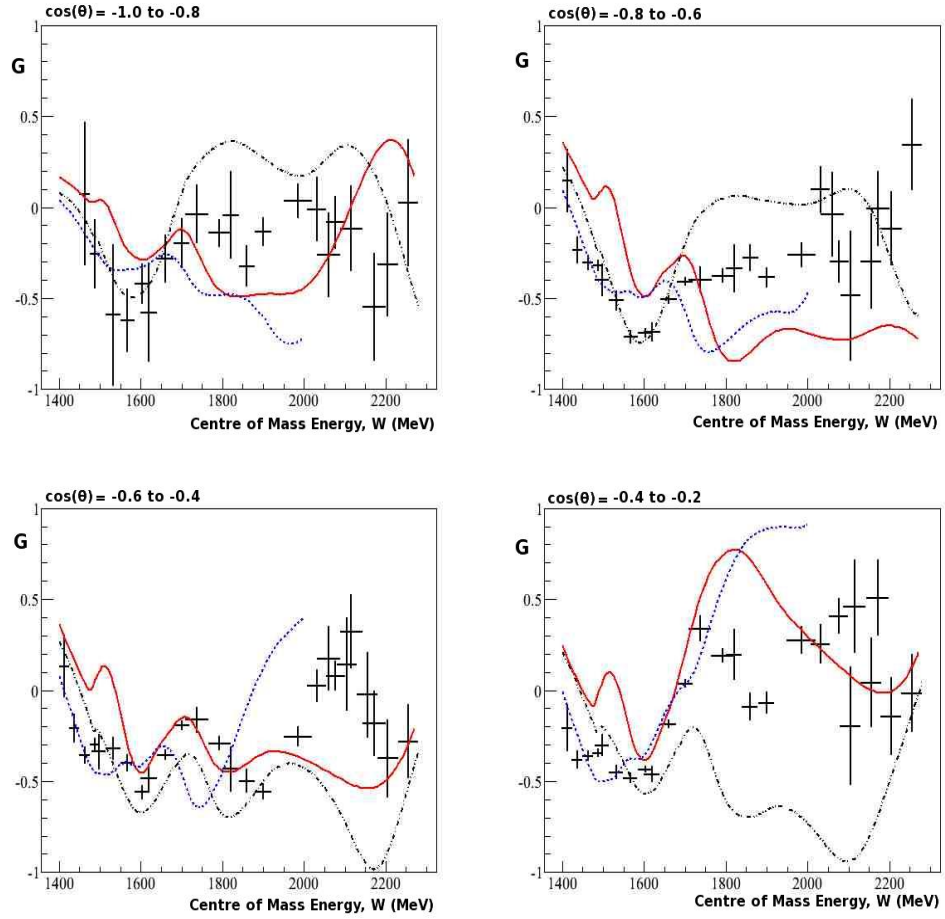 cos(θ) = -1.0 to -0.8
1
G
0.5
0
-0.5
-1
1400 1600 1800 2000 2200
Centre of Mass Energy, W (MeV)
cos(θ) = -0.8 to -0.6
1
G
0.5
0
-0.5
-1
1400 1600 1800 2000 2200
Centre of Mass Energy, W (MeV)
cos(θ) = -0.6 to -0.4
1
G
0.5
0
-0.5
-1
1400 1600 1800 2000 2200
Centre of Mass Energy, W (MeV)
cos(θ) = -0.4 to -0.2
1
G
0.5
0
-0.5
-1
1400 1600 1800 2000 2200
Centre of Mass Energy, W (MeV)